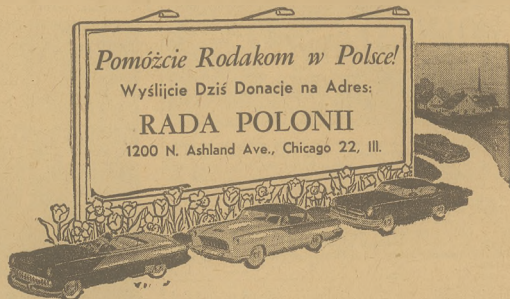 Pomóżcie Rodakom w Polsce!
Wyślijcie Dziś Donacje na Adres:
RADA POLONII
1200 N. Ashland Ave., Chicago 22, Ill.